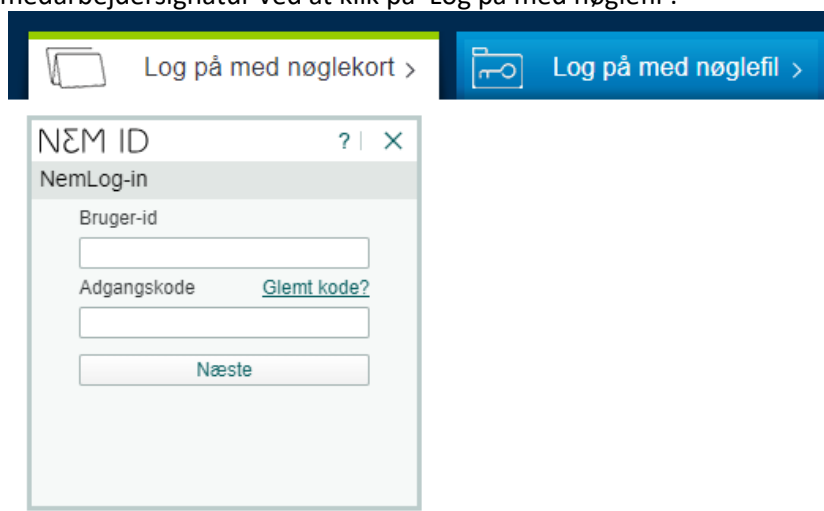 medarbejdersignatur ved at klik på 'Log på med nøglefil'.
Log på med nøglekort >
Log på med nøglefil >
NEM ID ? X
NemLog-in
Bruger-id
Adgangskode Glemt kode?
Næste